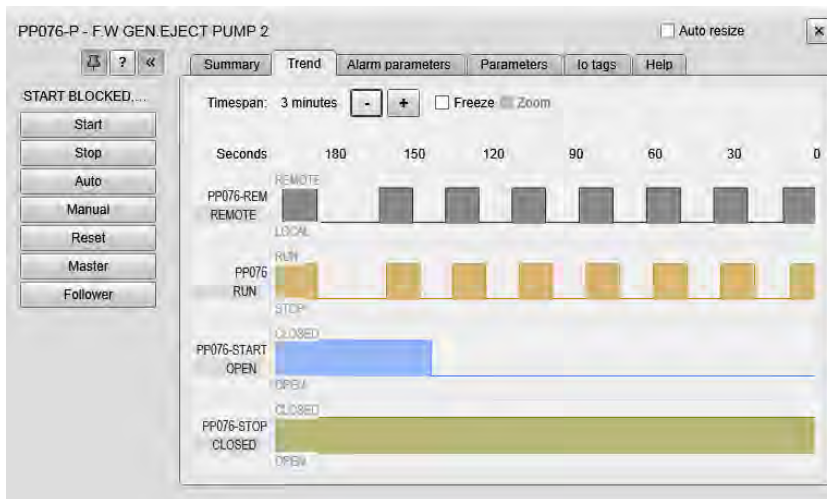 PP076-P - F.W GEN.EJECT PUMP 2
Auto resize
×
? «
Summary Trend Alarm parameters Parameters Io tags Help
START BLOCKED,...
Start
Stop
Auto
Manual
Reset
Master
Follower
Timespan: 3 minutes - + Freeze Zoom
Seconds 180 150 120 90 60 30 0
REMOTE
PP076-REM
REMOTE
LOCAL
RUN
PP076
RUN
STOP
CLOSED
PP076-START
OPEN
OPEN
CLOSED
PP076-STOP
CLOSED
OPEN